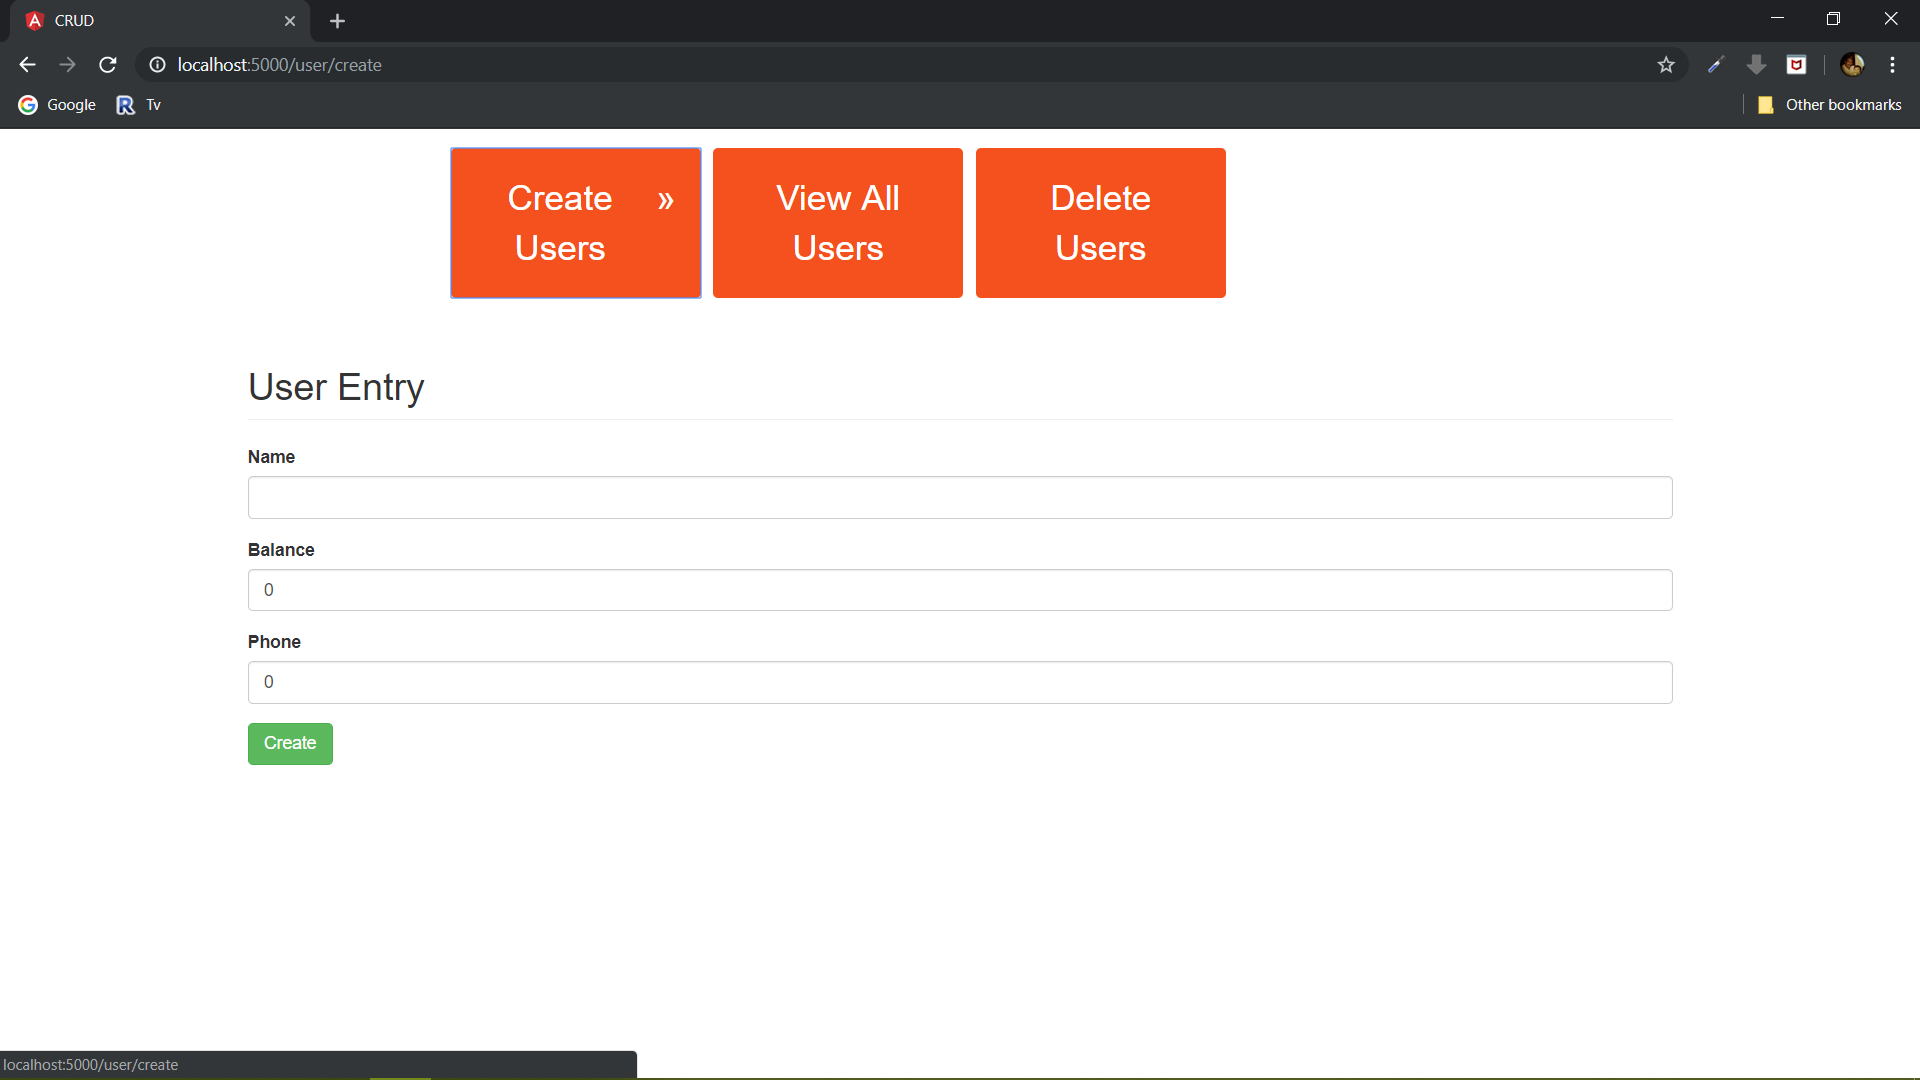 CRUD
localhost:5000/user/create
Google Tv Other bookmarks
Create »
Users
View All
Users
Delete
Users
User Entry
Name
Balance
0
Phone
0
Create
localhost:5000/user/create